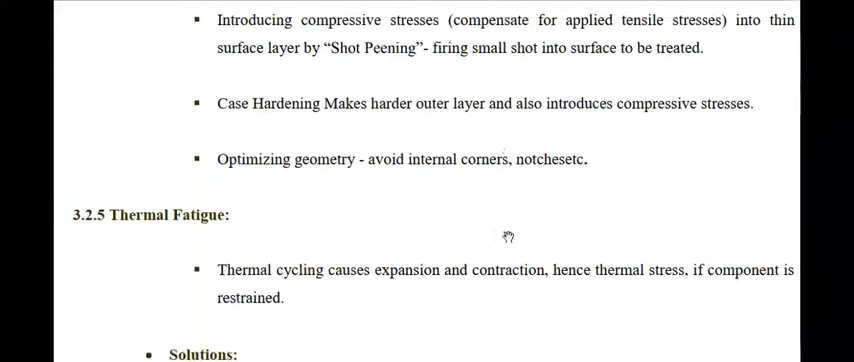 ▪ Introducing compressive stresses (compensate for applied tensile stresses) into thin
surface layer by “Shot Peening”- firing small shot into surface to be treated.
▪ Case Hardening Makes harder outer layer and also introduces compressive stresses.
▪ Optimizing geometry - avoid internal corners, notchesetc.
3.2.5 Thermal Fatigue:
▪ Thermal cycling causes expansion and contraction, hence thermal stress, if component is
restrained.
• Solutions: